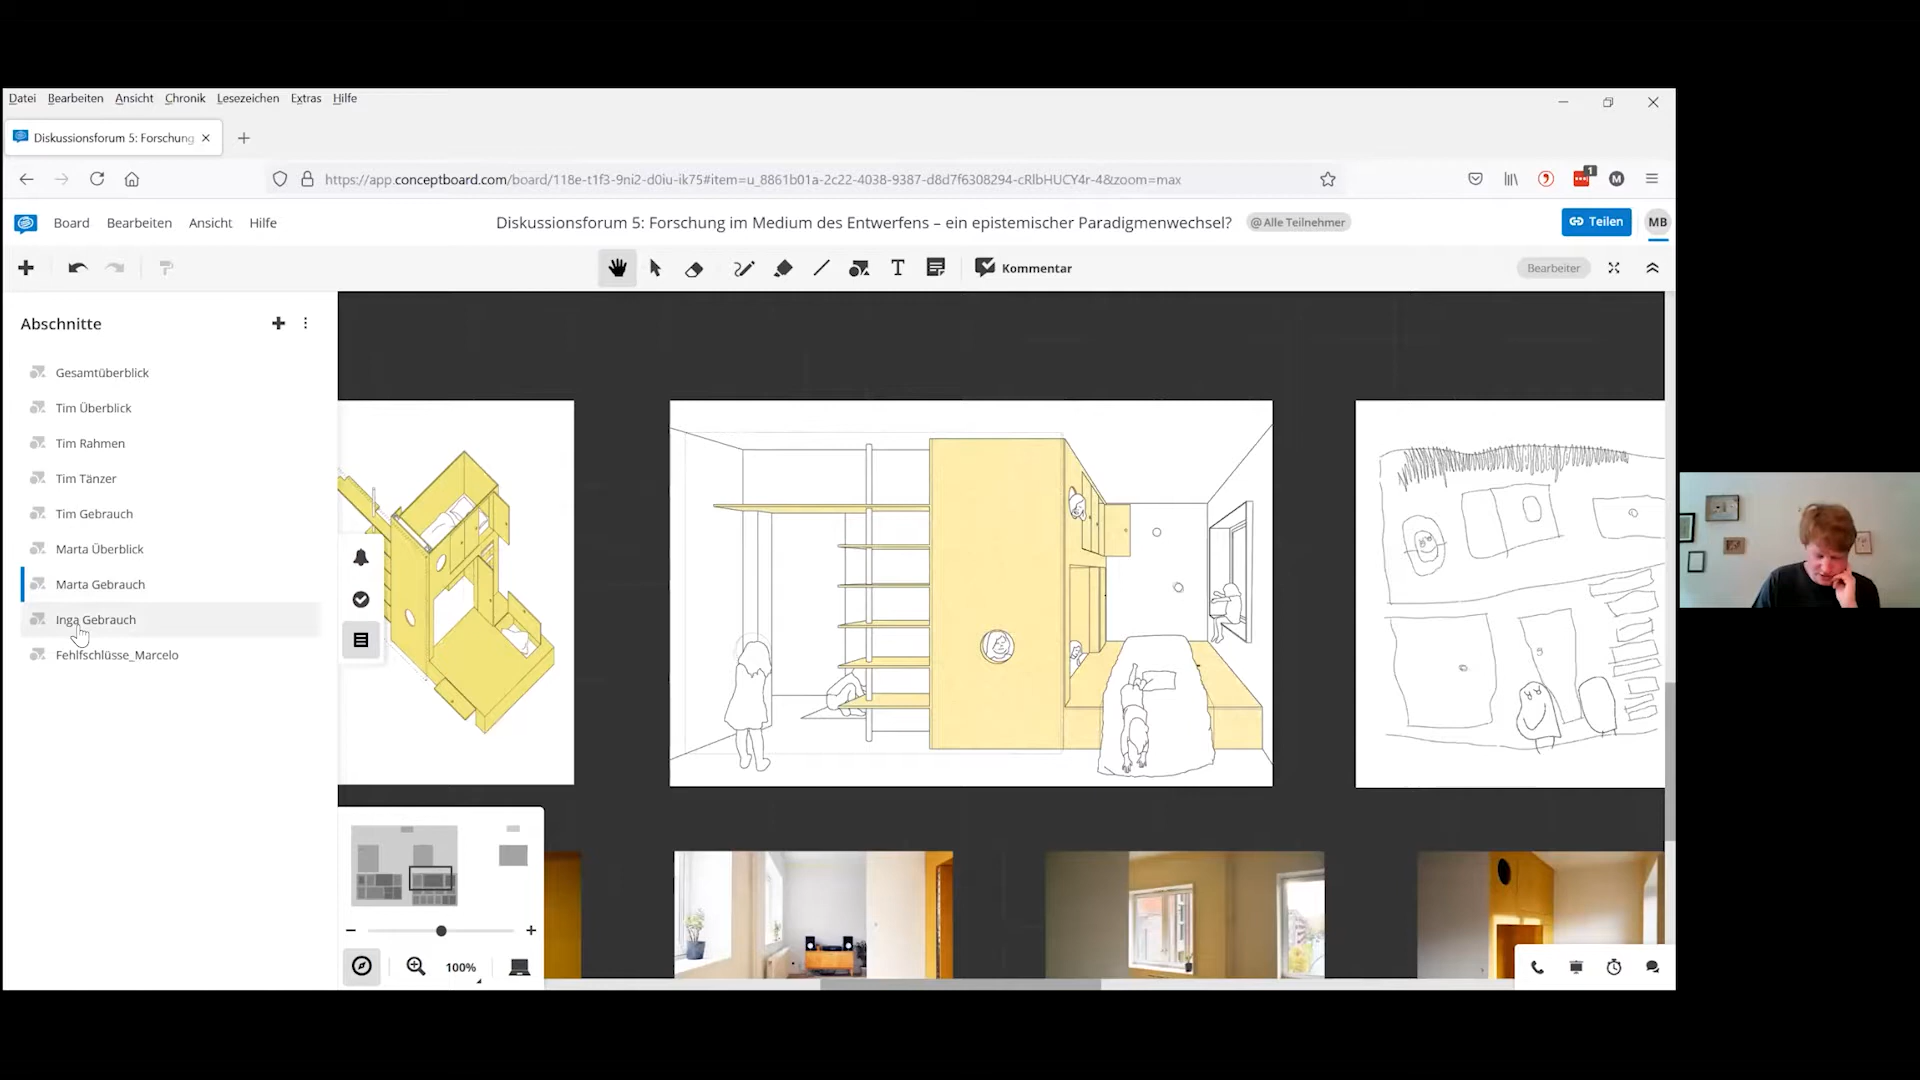 Datei Bearbeiten Ansicht Chronik Lesezeichen Extras Hilfe
Diskussionsforum 5: Forschung
https://app.conceptboard.com/board/118e-t1f3-9ni2-d0iu-ik75#item=u_8861b01a-2c22-4038-9387-d8d7f6308294-cRlbHUCY4r-4&zoom=max
1
M
Board Bearbeiten Ansicht Hilfe
Diskussionsforum 5: Forschung im Medium des Entwerfens – ein epistemischer Paradigmenwechsel?
@ Alle Teilnehmer
Teilen
MB
T
Kommentar
Bearbeiter
Abschnitte
Gesamtüberblick
Tim Überblick
Tim Rahmen
Tim Tänzer
Tim Gebrauch
Marta Überblick
Marta Gebrauch
Inga Gebrauch
Fehlfschlüsse_Marcelo
100%